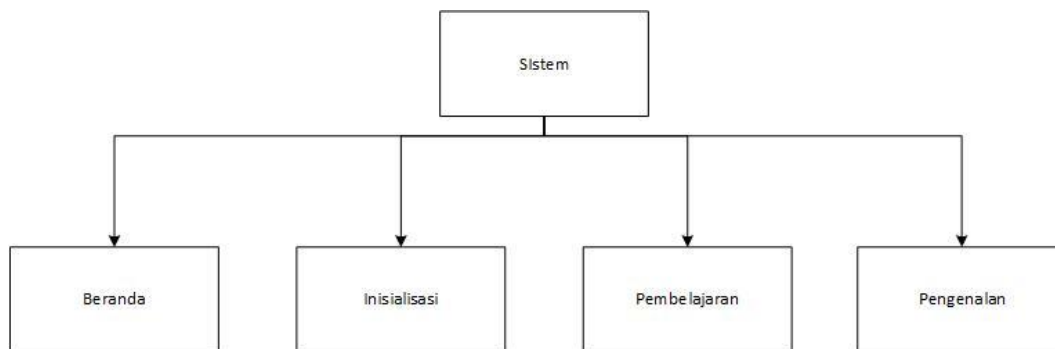 SIstem
Beranda
Inisialisasi
Pembelajaran
Pengenalan